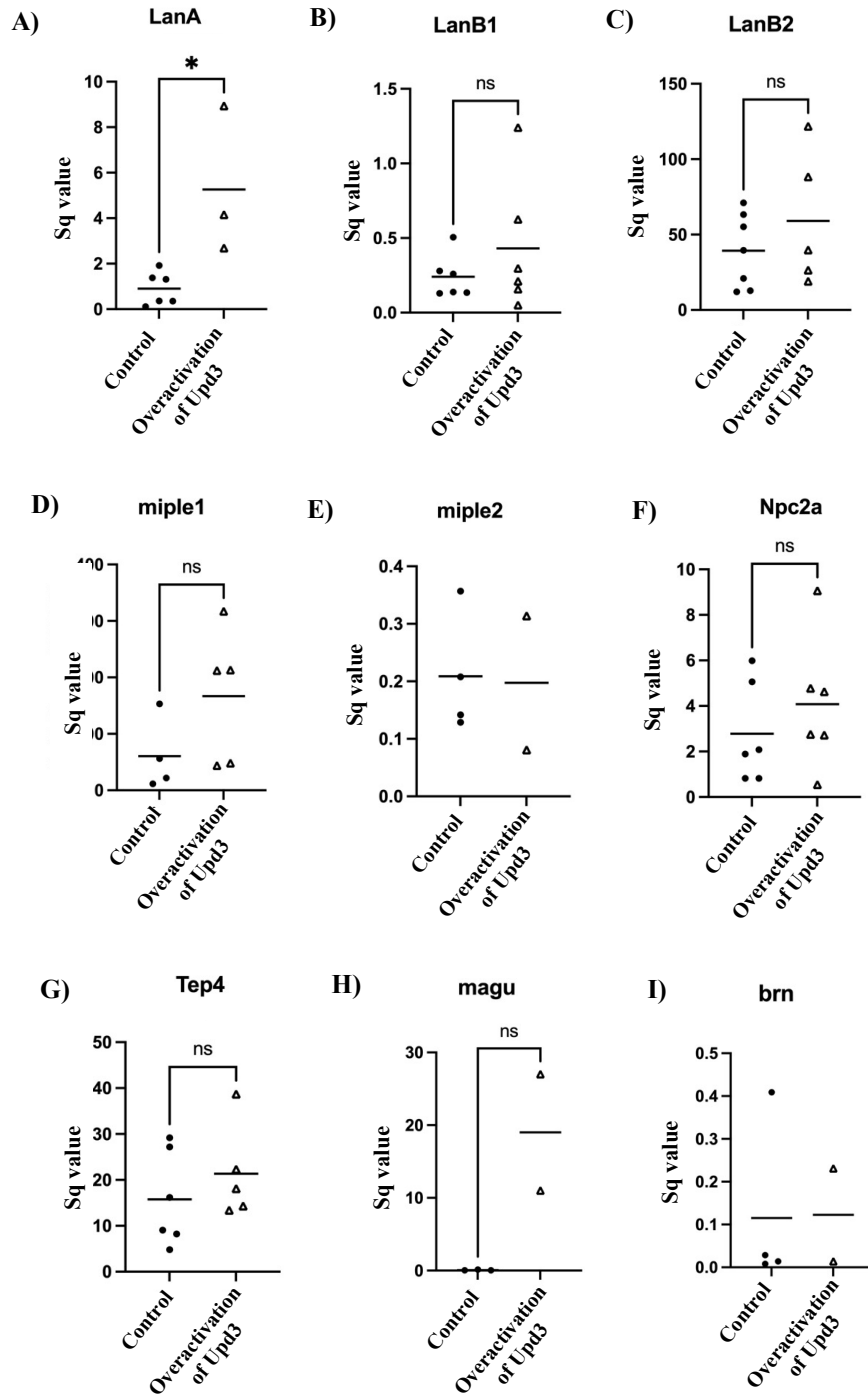 A)
LanA
*
10
8
6
4
2
0
Sq value
Control
Overactivation
of Upd3
B)
LanB1
ns
1.5
1.0
0.5
0.0
Sq value
Control
Overactivation
of Upd3
C)
LanB2
ns
150
100
50
0
Sq value
Control
Overactivation
of Upd3
D)
miple1
ns
0
Sq value
Control
Overactivation
of Upd3
E)
miple2
0.4
0.3
0.2
0.1
0.0
Sq value
Control
Overactivation
of Upd3
F)
Npc2a
ns
10
8
6
4
2
0
Sq value
Control
Overactivation
of Upd3
G)
Tep4
ns
50
40
30
20
10
0
Sq value
Control
Overactivation
of Upd3
H)
magu
ns
30
20
10
0
Sq value
Control
Overactivation
of Upd3
I)
brn
0.5
0.4
0.3
0.2
0.1
0.0
Sq value
Control
Overactivation
of Upd3